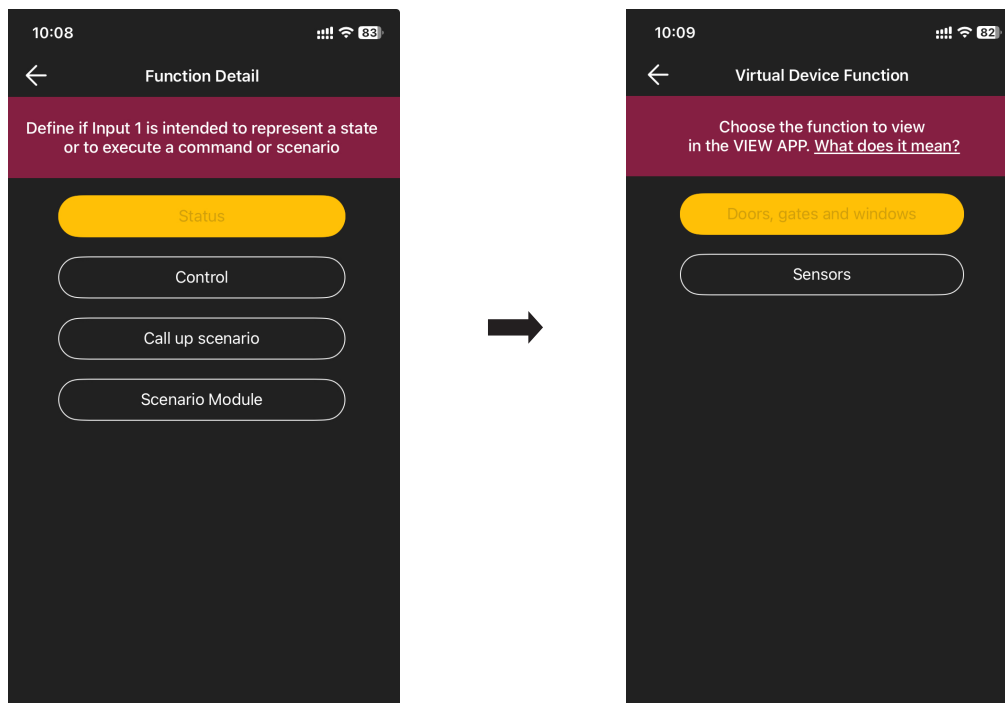 10:08
83
Function Detail
Define if Input 1 is intended to represent a state
or to execute a command or scenario
Status
Control
Call up scenario
Scenario Module
10:09
82
Virtual Device Function
Choose the function to view
in the VIEW APP. What does it mean?
Doors, gates and windows
Sensors